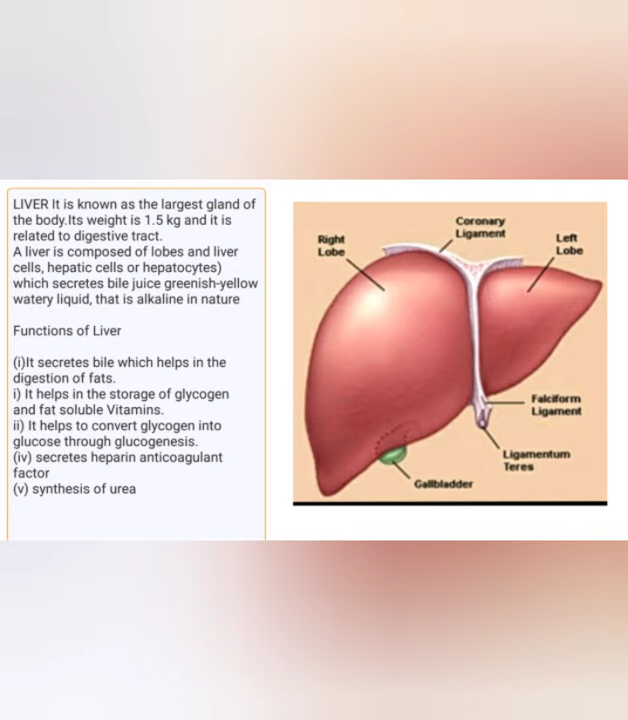 LIVER It is known as the largest gland of
the body.Its weight is 1.5 kg and it is
related to digestive tract.
A liver is composed of lobes and liver
cells, hepatic cells or hepatocytes)
which secretes bile juice greenish-yellow
watery liquid, that is alkaline in nature
Functions of Liver
(i)It secretes bile which helps in the
digestion of fats.
i) It helps in the storage of glycogen
and fat soluble Vitamins.
ii) It helps to convert glycogen into
glucose through glucogenesis.
(iv) secretes heparin anticoagulant
factor
(v) synthesis of urea
Coronary
Ligament
Right
Lobe
Left
Lobe
Falciform
Ligament
Ligamentum
Teres
Gallbladder